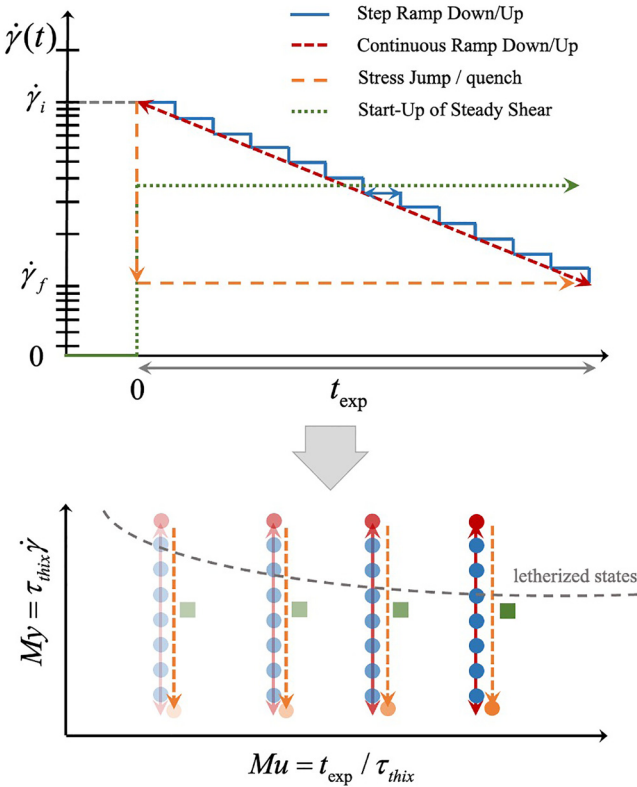 γ̇(t)
Step Ramp Down/Up
Continuous Ramp Down/Up
Stress Jump / quench
Start-Up of Steady Shear
γ̇i
γ̇f
0
0
texp
My = τthix γ̇
letherized states
Mu = texp / τthix